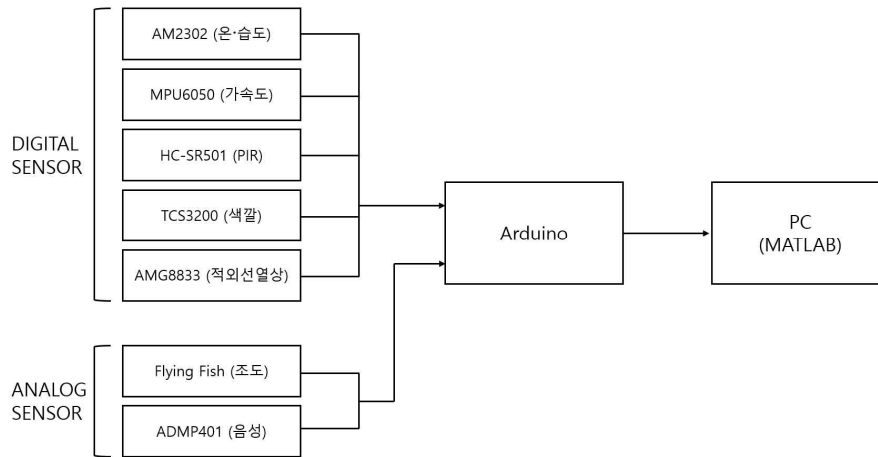 DIGITAL
SENSOR
AM2302 (온·습도)
MPU6050 (가속도)
HC-SR501 (PIR)
TCS3200 (색깔)
AMG8833 (적외선열상)
ANALOG
SENSOR
Flying Fish (조도)
ADMP401 (음성)
Arduino
PC
(MATLAB)